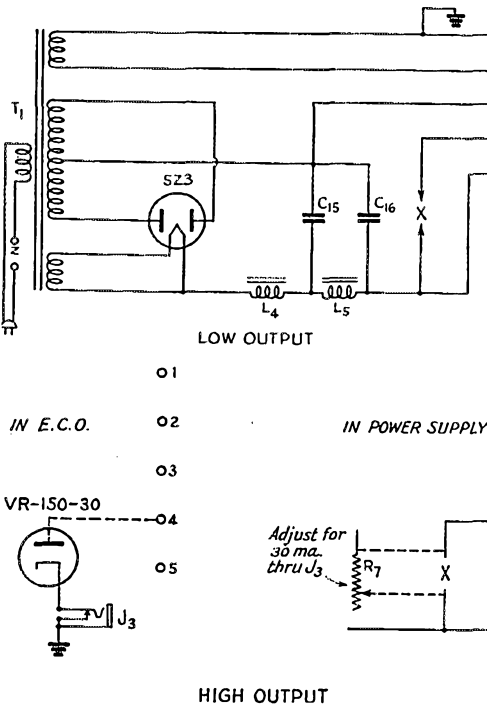 T1
5Z3
C15
C16
X
L4
L5
LOW OUTPUT
1
IN E.C.O.
2
IN POWER SUPPLY
3
VR-150-30
4
Adjust for
30 ma.
thru J3
R7
X
5
J3
HIGH OUTPUT